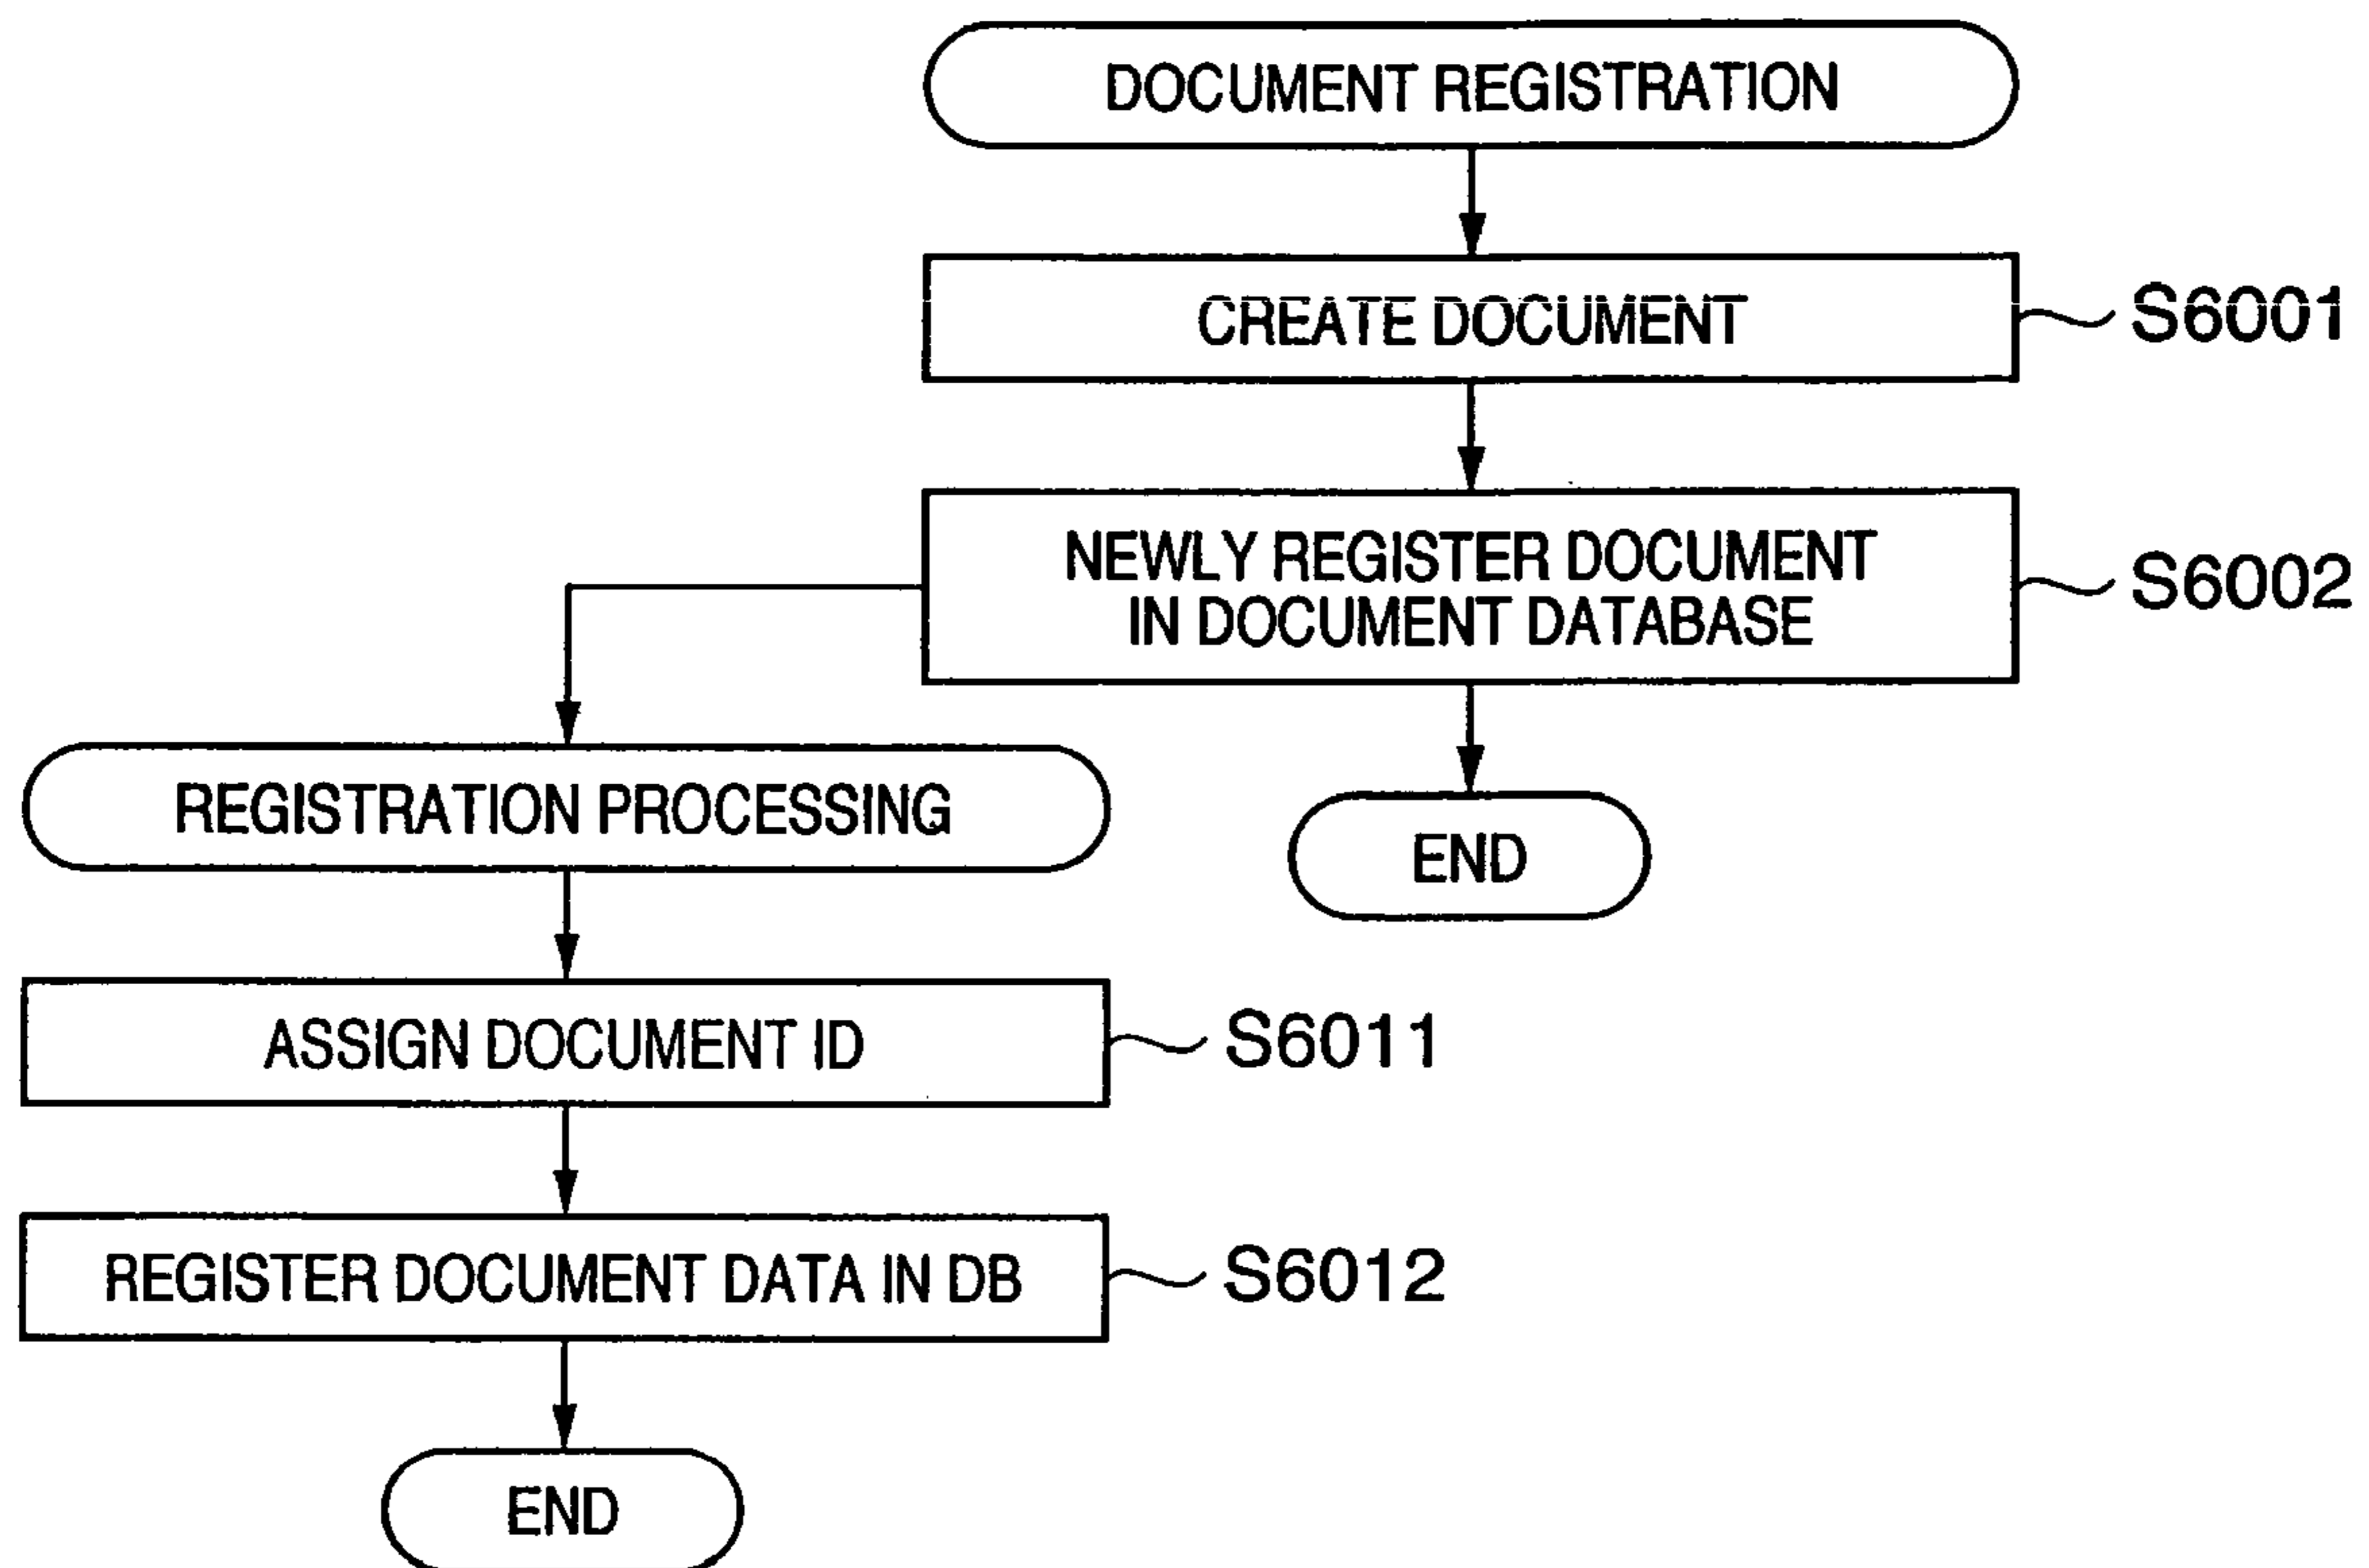 DOCUMENT REGISTRATION
CREATE DOCUMENT
S6001
NEWLY REGISTER DOCUMENT
IN DOCUMENT DATABASE
S6002
REGISTRATION PROCESSING
END
ASSIGN DOCUMENT ID
S6011
REGISTER DOCUMENT DATA IN DB
S6012
END